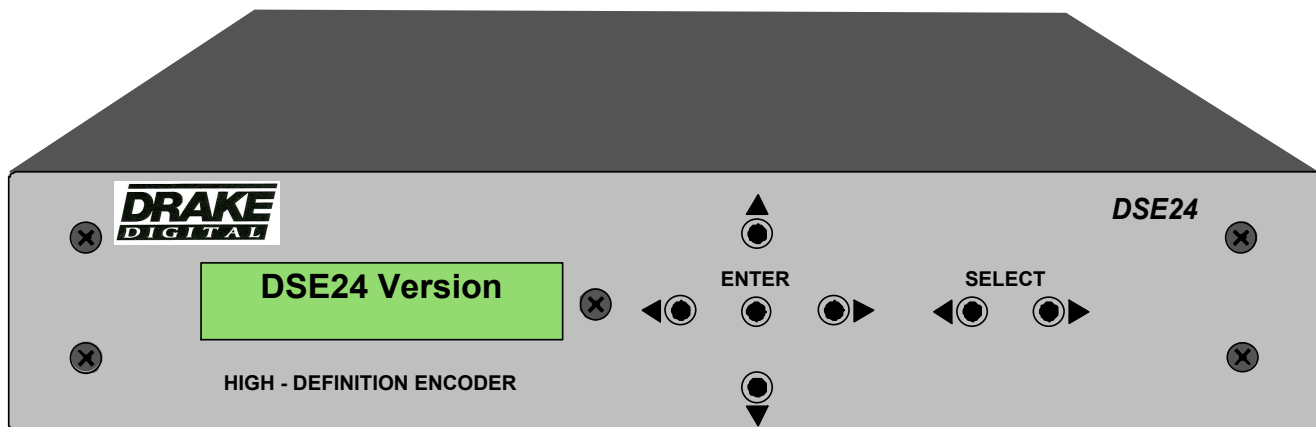 DRAKE
DIGITAL
DSE24
DSE24 Version
ENTER
SELECT
HIGH - DEFINITION ENCODER